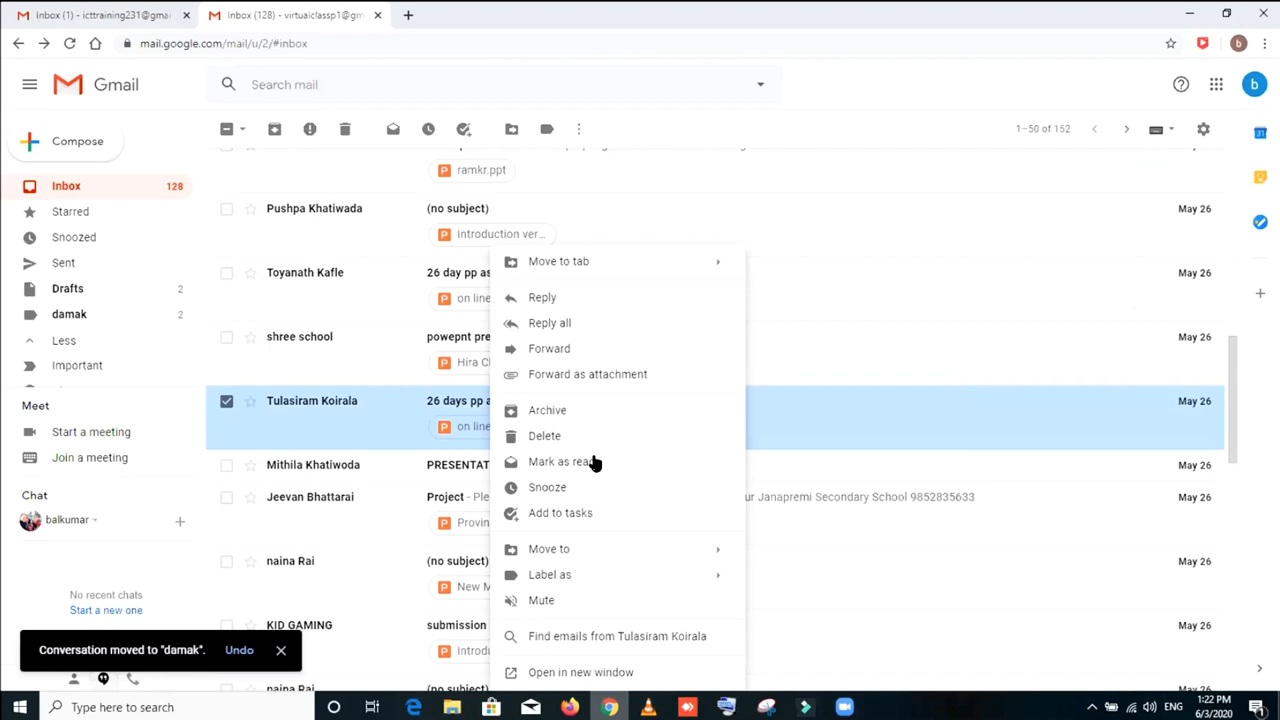 Inbox (1) - icttraining231@gmai
Inbox (128) - virtualclassp1@gm
mail.google.com/mail/u/2/#inbox
b
Gmail
Search mail
b
Compose
1–50 of 152
31
Inbox 128
Starred
Snoozed
Sent
Drafts 2
damak 2
Less
Important
Meet
Start a meeting
Join a meeting
Chat
balkumar
No recent chats
Start a new one
P ramkr.ppt
Pushpa Khatiwada (no subject) May 26
P introduction ver...
Toyanath Kafle 26 day pp as May 26
P on line
shree school powepnt pre May 26
P Hira C
Tulasiram Koirala 26 days pp a May 26
P on line
Mithila Khatiwoda PRESENTAT May 26
Jeevan Bhattarai Project - Ple ur Janapremi Secondary School 9852835633 May 26
P Provin
naina Rai (no subject) May 26
P New M
KID GAMING submission May 26
P Introdu
naina Rai (no subject) May 26
Move to tab
Reply
Reply all
Forward
Forward as attachment
Archive
Delete
Mark as read
Snooze
Add to tasks
Move to
Label as
Mute
Find emails from Tulasiram Koirala
Open in new window
Conversation moved to "damak". Undo
Type here to search
ENG
1:22 PM
6/3/2020